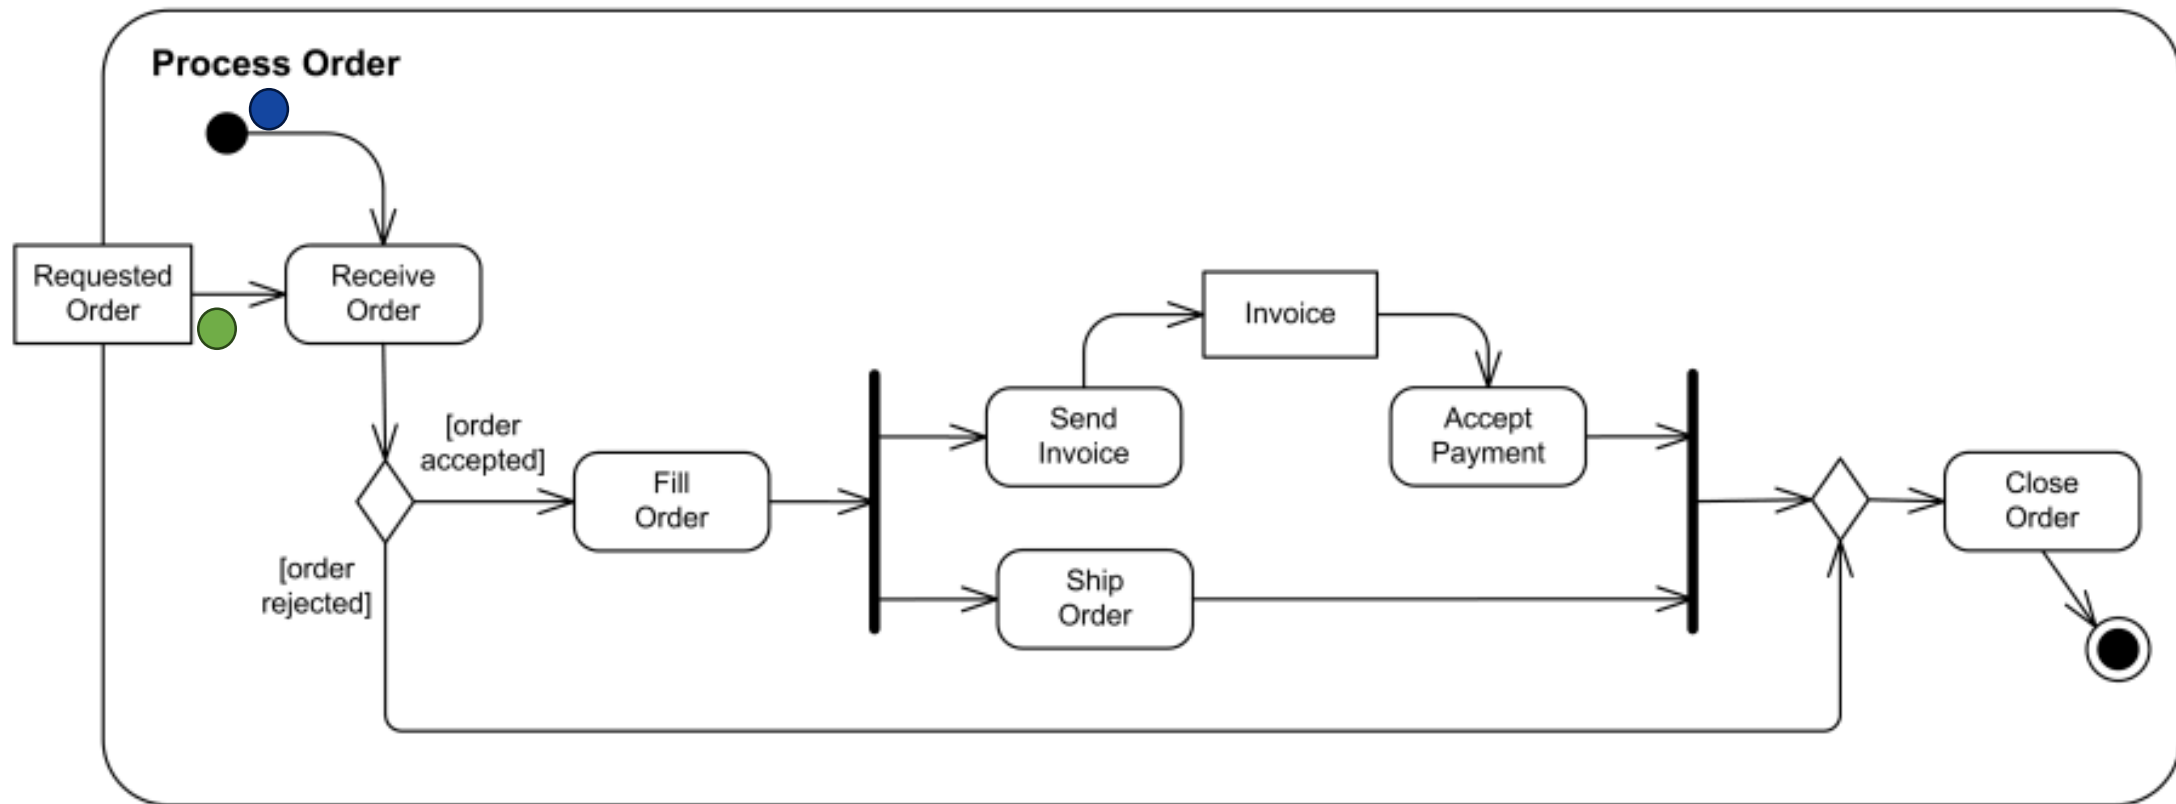 Process Order
Requested
Order
Receive
Order
Invoice
Send
Invoice
Accept
Payment
[order
accepted]
Fill
Order
Close
Order
[order
rejected]
Ship
Order